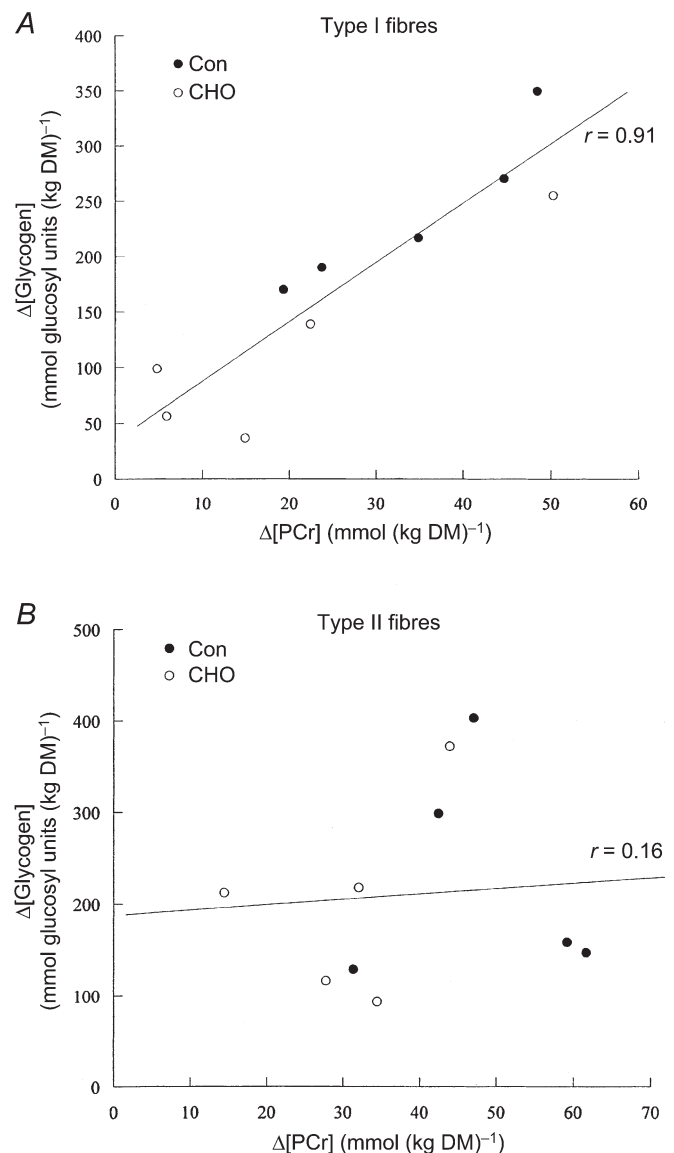 A
Type I fibres
400
350
300
250
200
150
100
50
0
Con
CHO
r = 0.91
Δ[Glycogen]
(mmol glucosyl units (kg DM)⁻¹)
0 10 20 30 40 50 60
Δ[PCr] (mmol (kg DM)⁻¹)
B
Type II fibres
500
400
300
200
100
0
Con
CHO
r = 0.16
Δ[Glycogen]
(mmol glucosyl units (kg DM)⁻¹)
0 10 20 30 40 50 60 70
Δ[PCr] (mmol (kg DM)⁻¹)